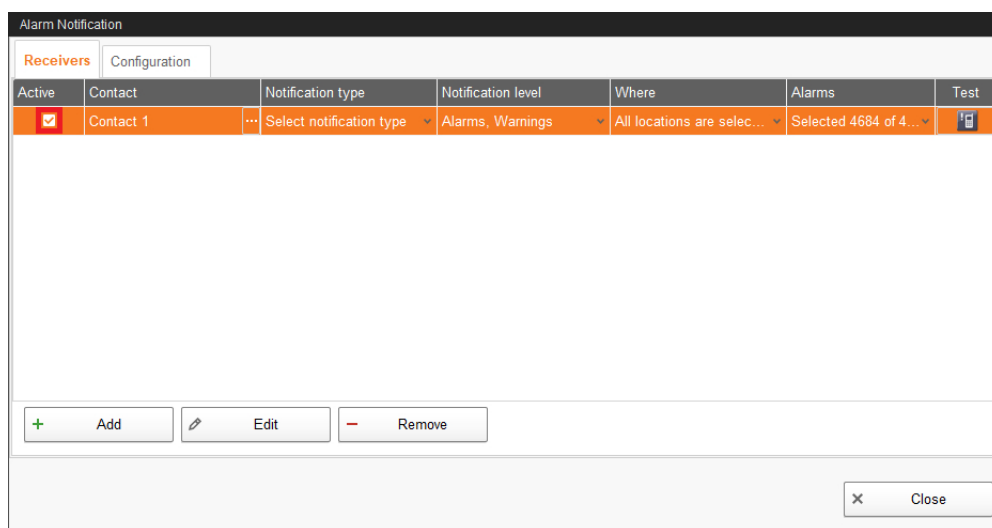 Alarm Notification
Receivers Configuration
Active Contact Notification type Notification level Where Alarms Test
Contact 1 ... Select notification type Alarms, Warnings All locations are selec... Selected 4684 of 4...
Add Edit Remove
Close